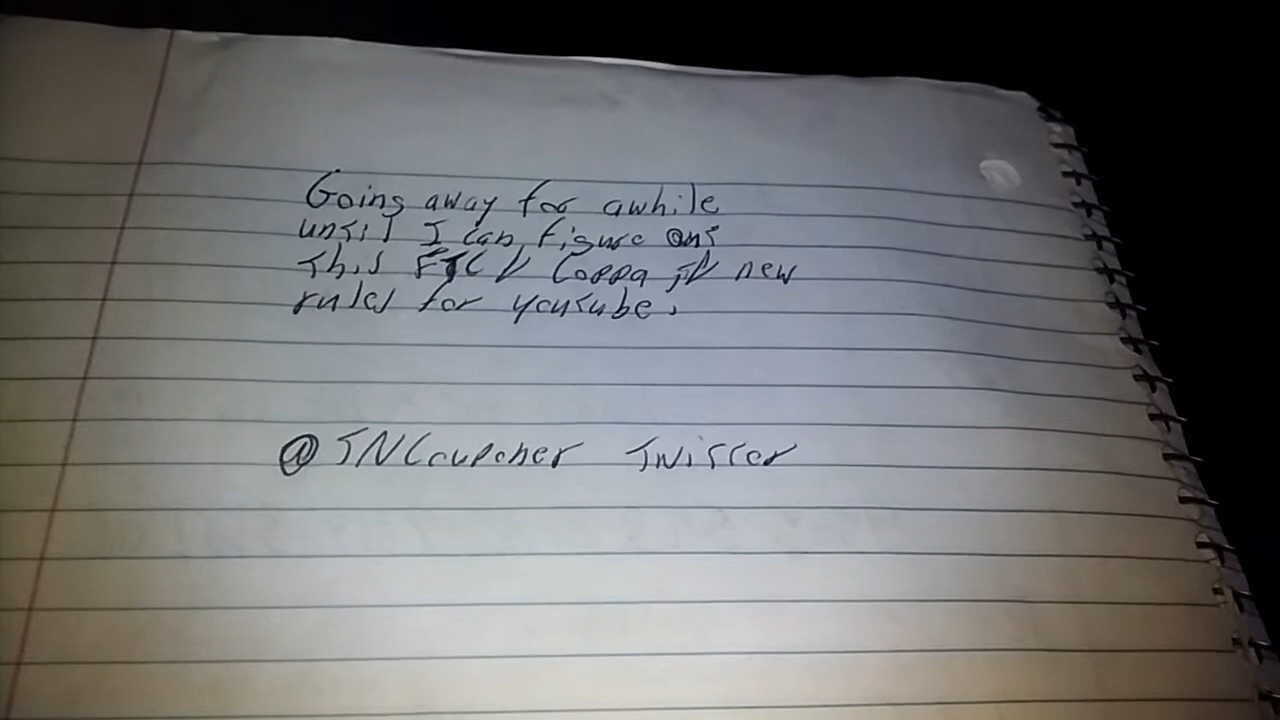 Going away for awhile
until I can figure out
this FTC Coppa new
rules for youtube.
Twitter